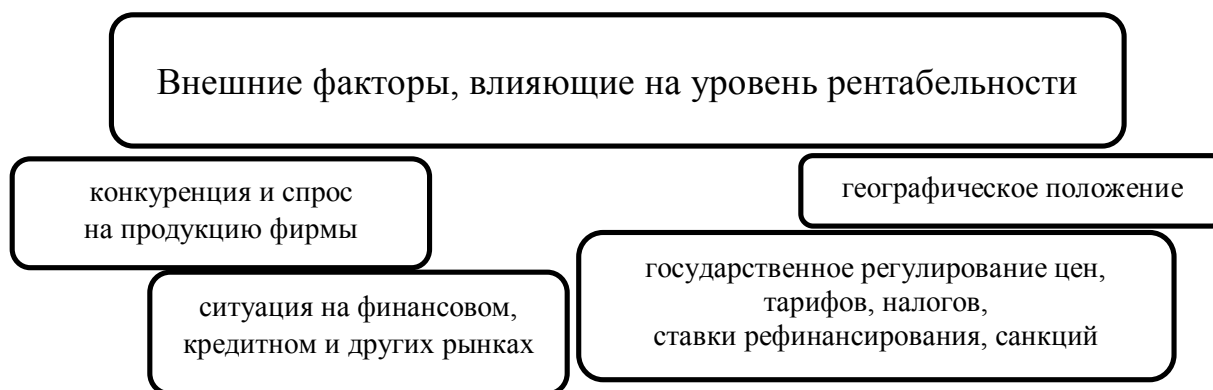 Внешние факторы, влияющие на уровень рентабельности
конкуренция и спрос
на продукцию фирмы
географическое положение
ситуация на финансовом,
кредитном и других рынках
государственное регулирование цен,
тарифов, налогов,
ставки рефинансирования, санкций